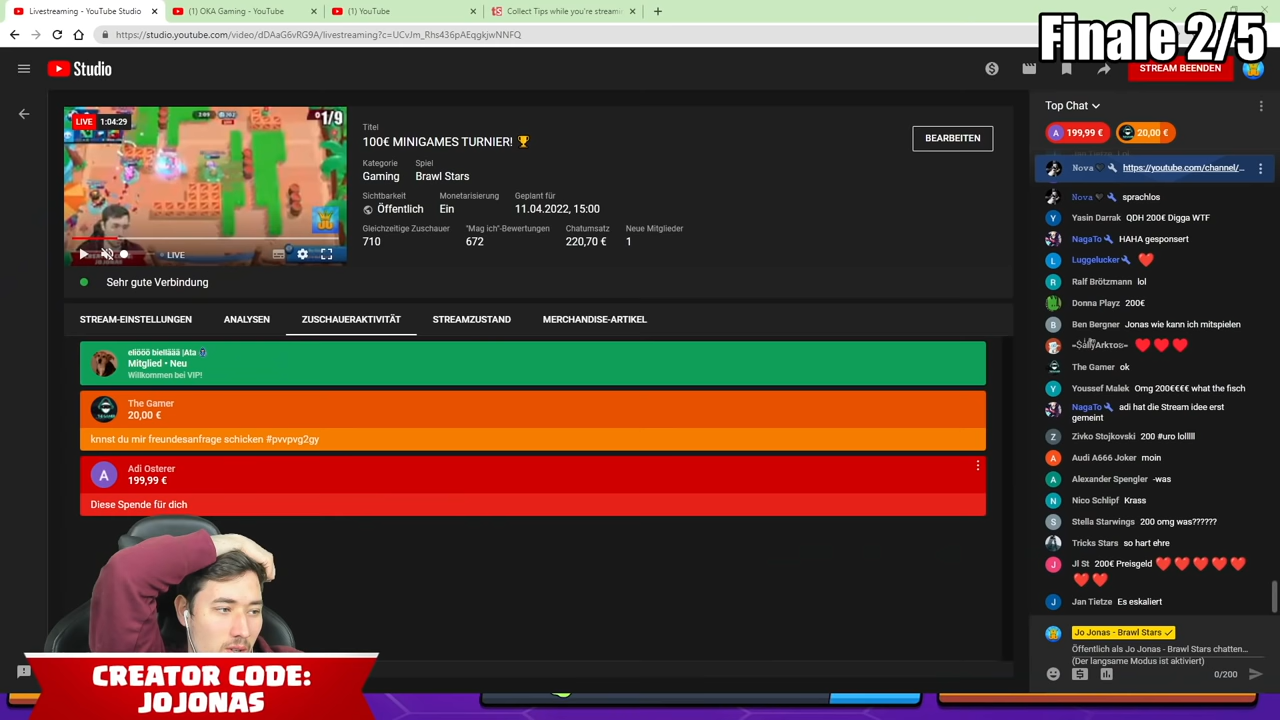 Livestreaming - YouTube Studio
(1) OKA Gaming - YouTube
(1) YouTube
Collect Tips while you're streami
https://studio.youtube.com/video/dDAaG6vRG9A/livestreaming?c=UCvJm_Rhs436pAEqgkjwNNFQ
Finale 2/5
Studio
STREAM BEENDEN
LIVE
1:04:29
1/9
LIVE
Titel
100€ MINIGAMES TURNIER! 🏆
BEARBEITEN
Kategorie
Spiel
Gaming
Brawl Stars
Sichtbarkeit
Monetarisierung
Geplant für
Öffentlich
Ein
11.04.2022, 15:00
Gleichzeitige Zuschauer
"Mag ich"-Bewertungen
Chatumsatz
Neue Mitglieder
710
672
220,70 €
1
Sehr gute Verbindung
STREAM-EINSTELLUNGEN
ANALYSEN
ZUSCHAUERAKTIVITÄT
STREAMZUSTAND
MERCHANDISE-ARTIKEL
eliööö bielläää |Ata
Mitglied • Neu
Willkommen bei VIP!
The Gamer
20,00 €
knnst du mir freundesanfrage schicken #pvvpvg2gy
Adi Osterer
199,99 €
Diese Spende für dich
CREATOR CODE:
JOJONAS
Top Chat
A 199,99 €
20,00 €
Nova 🖤 https://youtube.com/channel/...
Nova 🖤 sprachlos
Yasin Darrak QDH 200€ Digga WTF
NagaTo HAHA gesponsert
Luggelucker ❤️
Ralf Brötzmann lol
Donna Playz 200€
Ben Bergner Jonas wie kann ich mitspielen
❤️❤️❤️
The Gamer ok
Youssef Malek Omg 200€€€€ what the fisch
NagaTo adi hat die Stream idee erst
gemeint
Zivko Stojkovski 200 #uro lolllll
Audi A666 Joker moin
Alexander Spengler -was
Nico Schlipf Krass
Stella Starwings 200 omg was??????
Tricks Stars so hart ehre
Jl St 200€ Preisgeld ❤️❤️❤️❤️❤️
❤️❤️
Jan Tietze Es eskaliert
Jo Jonas - Brawl Stars ✓
Öffentlich als Jo Jonas - Brawl Stars chatten...
(Der langsame Modus ist aktiviert)
0/200